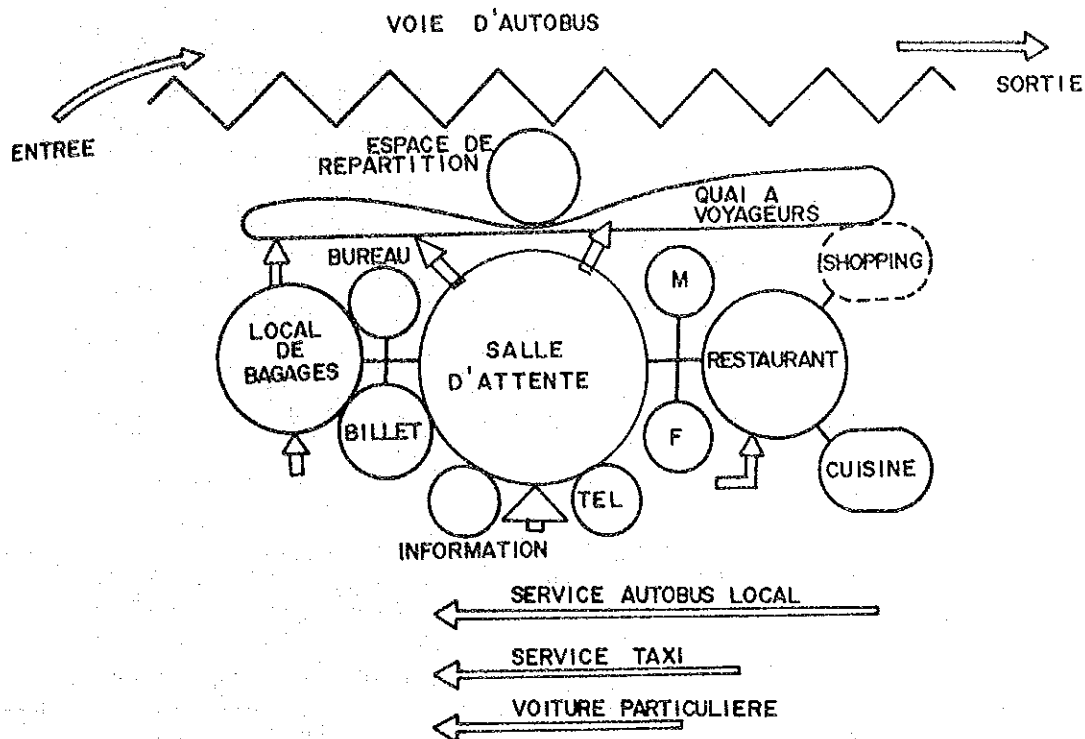 VOIE D'AUTOBUS
SORTIE
ENTREE
ESPACE DE
REPARTITION
QUAI A
VOYAGEURS
BUREAU
SHOPPING
M
LOCAL
DE
BAGAGES
SALLE
D'ATTENTE
RESTAURANT
BILLET
F
CUISINE
TEL
INFORMATION
SERVICE AUTOBUS LOCAL
SERVICE TAXI
VOITURE PARTICULIERE